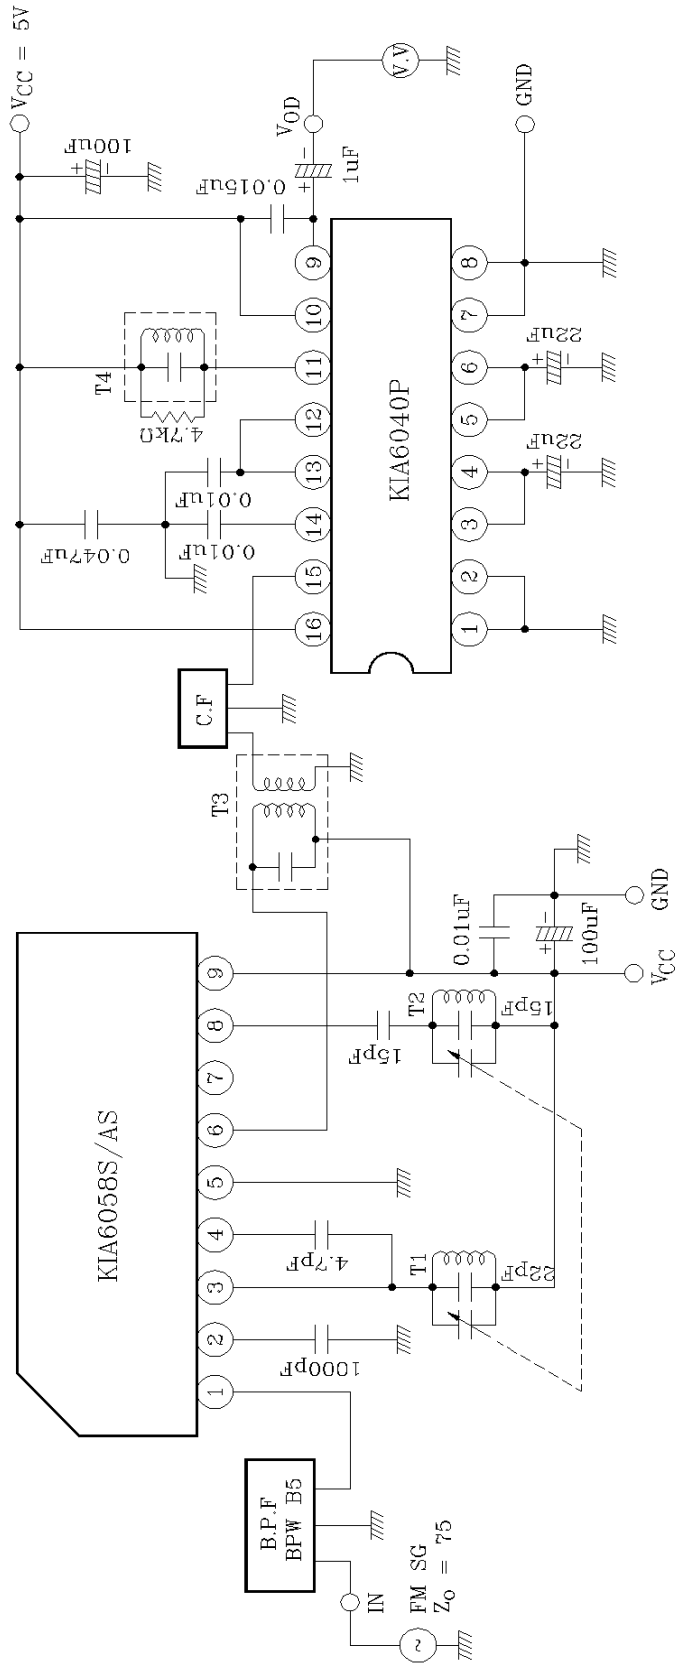 B.P.F
BPW B5
IN
FM SG
Z0 = 75
~
KIA6058S/AS
1
2
3
4
5
6
7
8
9
1000pF
4.7pF
T1
22pF
15pF
T2
15pF
0.01uF
100uF
+
-
VCC
GND
T3
C.F
KIA6040P
16
15
14
13
12
11
10
9
1
2
3
4
5
6
7
8
0.047uF
0.01uF
0.01uF
4.7kΩ
T4
22uF
+
-
22uF
+
-
GND
0.015uF
1uF
+
-
VOD
V.V
100uF
+
-
VCC = 5V